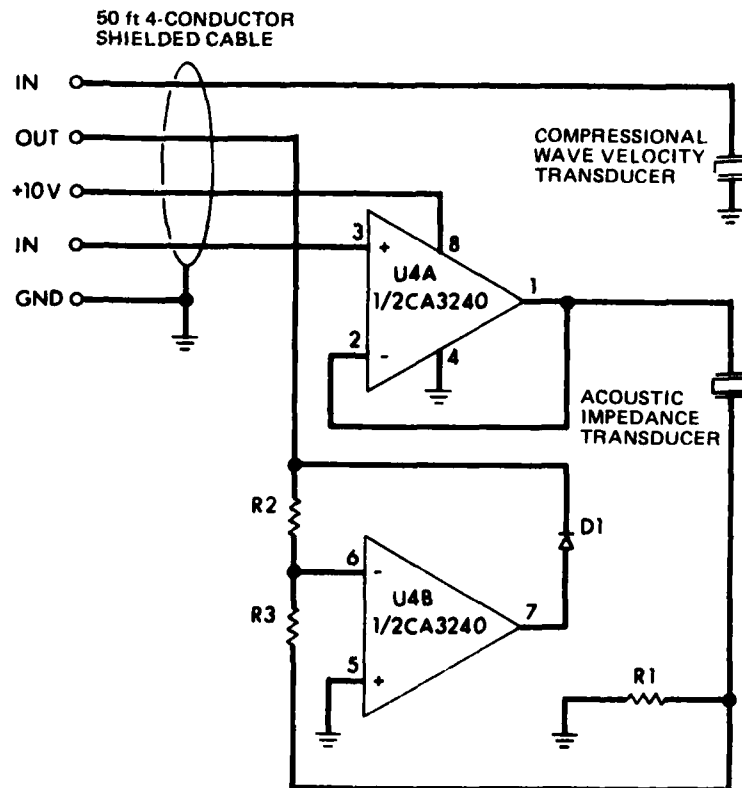 50 ft 4-CONDUCTOR
SHIELDED CABLE
IN
OUT
+10V
IN
GND
COMPRESSIONAL
WAVE VELOCITY
TRANSDUCER
3
+
8
U4A
1/2CA3240
1
2
-
4
ACOUSTIC
IMPEDANCE
TRANSDUCER
R2
D1
6
-
R3
U4B
1/2CA3240
7
5
+
R1